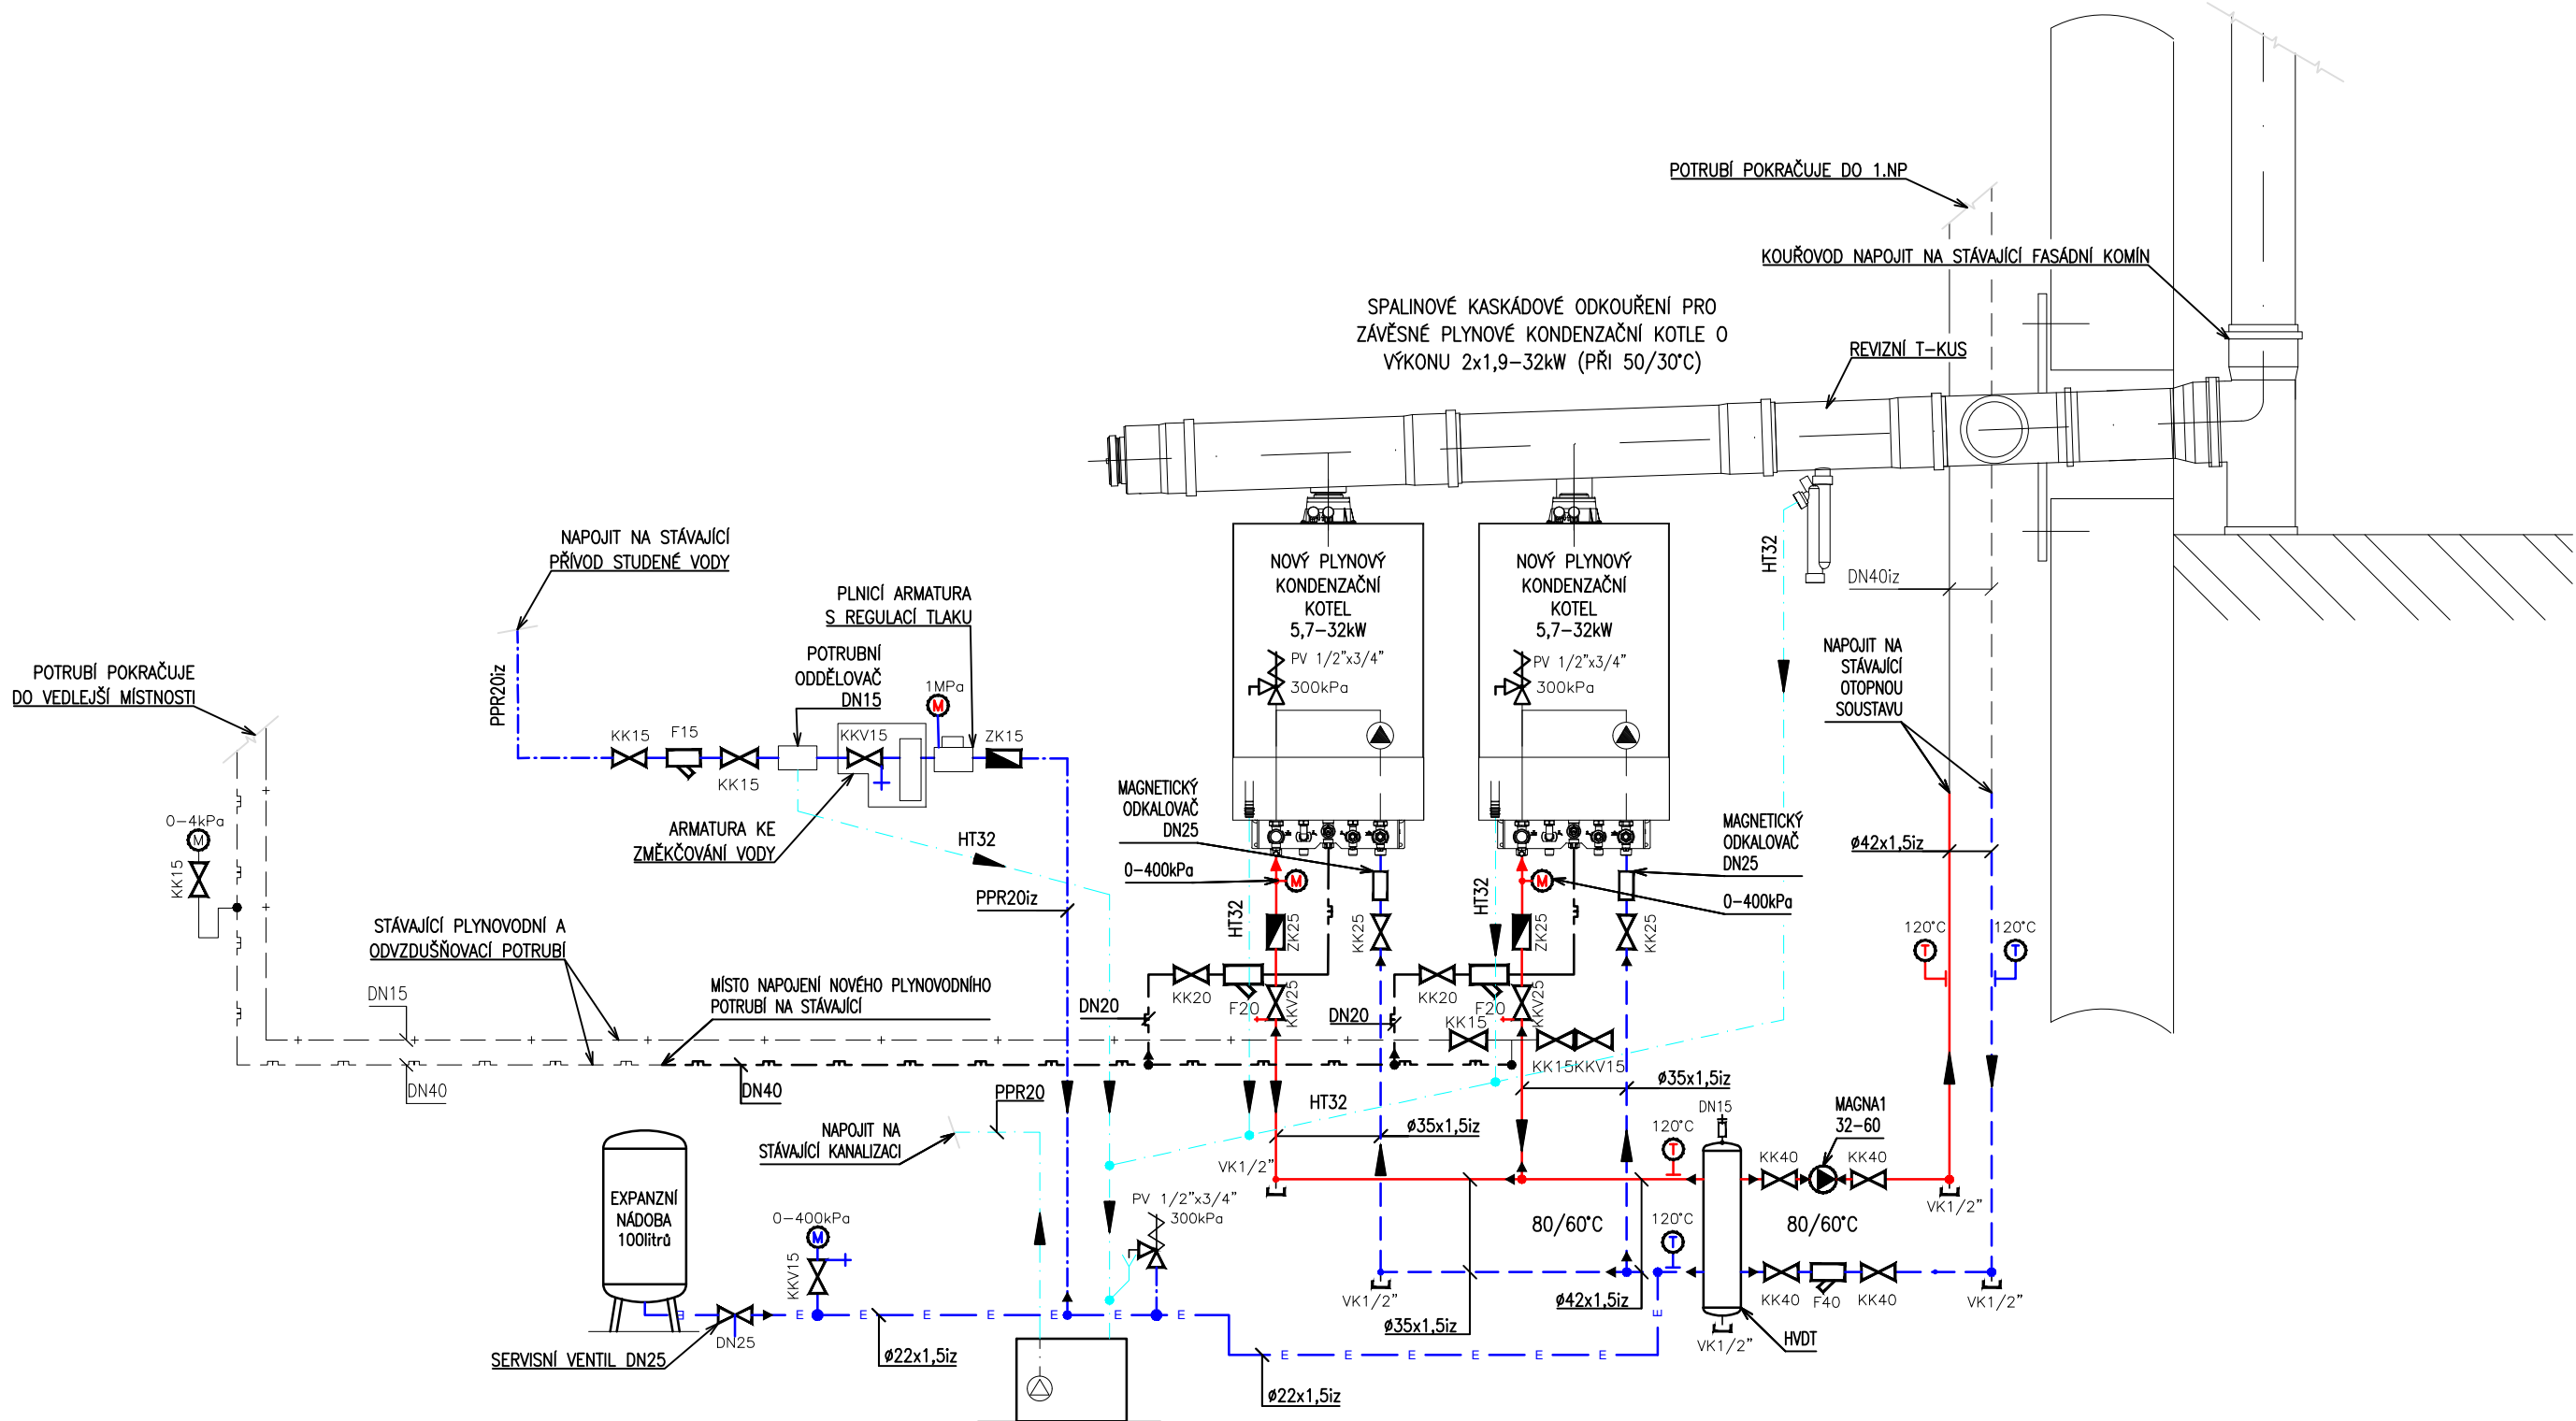 POTRUBÍ POKRAČUJE DO 1.NP
KOUŘOVOD NAPOJIT NA STÁVAJÍCÍ FASÁDNÍ KOMÍN
SPALINOVÉ KASKÁDOVÉ ODKOUŘENÍ PRO
ZÁVĚSNÉ PLYNOVÉ KONDENZAČNÍ KOTLE O
VÝKONU 2x1,9-32kW (PŘI 50/30°C)
REVIZNÍ T-KUS
NAPOJIT NA STÁVAJÍCÍ
PŘÍVOD STUDENÉ VODY
PPR20iz
PLNICÍ ARMATURA
S REGULACÍ TLAKU
POTRUBNÍ
ODDĚLOVAČ
DN15
1MPa
M
KK15
F15
KK15
KKV15
ZK15
ARMATURA KE
ZMĚKČOVÁNÍ VODY
HT32
PPR20iz
POTRUBÍ POKRAČUJE
DO VEDLEJŠÍ MÍSTNOSTI
0-4kPa
M
KK15
STÁVAJÍCÍ PLYNOVODNÍ A
ODVZDUŠŇOVACÍ POTRUBÍ
DN15
DN40
MÍSTO NAPOJENÍ NOVÉHO PLYNOVODNÍHO
POTRUBÍ NA STÁVAJÍCÍ
DN40
NOVÝ PLYNOVÝ
KONDENZAČNÍ
KOTEL
5,7-32kW
PV 1/2"x3/4"
300kPa
NOVÝ PLYNOVÝ
KONDENZAČNÍ
KOTEL
5,7-32kW
PV 1/2"x3/4"
300kPa
HT32
DN40iz
NAPOJIT NA
STÁVAJÍCÍ
OTOPNOU
SOUSTAVU
MAGNETICKÝ
ODKALOVAČ
DN25
0-400kPa
M
HT32
ZK25
KK25
KK20
F20
KKV25
DN20
MAGNETICKÝ
ODKALOVAČ
DN25
0-400kPa
M
HT32
ZK25
KK25
KK20
F20
KKV25
DN20
KK15
KK15KKV15
ø42x1,5iz
120°C
T
120°C
T
ø35x1,5iz
HT32
ø35x1,5iz
PPR20
NAPOJIT NA
STÁVAJÍCÍ KANALIZACI
VK1/2"
PV 1/2"x3/4"
300kPa
EXPANZNÍ
NÁDOBA
100litrů
0-400kPa
M
KKV15
DN25
SERVISNÍ VENTIL DN25
E E E E E E E
ø22x1,5iz
E E E E E E
E
ø22x1,5iz
VK1/2"
ø35x1,5iz
80/60°C
ø42x1,5iz
120°C
T
120°C
T
DN15
MAGNA1
32-60
KK40
KK40
80/60°C
VK1/2"
KK40
F40
KK40
VK1/2"
VK1/2"
HVDT